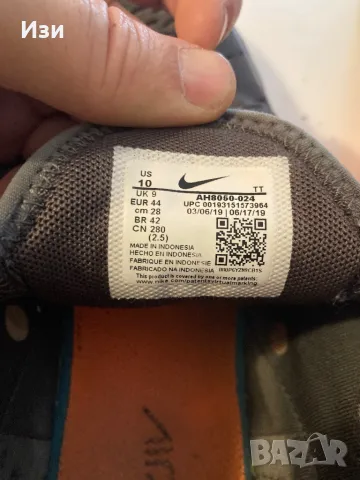 Изи
US
10
UK 9
EUR 44
cm 28
BR 42
CN 280
(2.5)
TT
AH8050-024
UPC 00193151573964
03/06/19 06/17/19
MADE IN INDONESIA
HECHO EN INDONESIA
FABRIQUE EN INDONESIE
FABRICADO NA INDONESIA
BAZAR